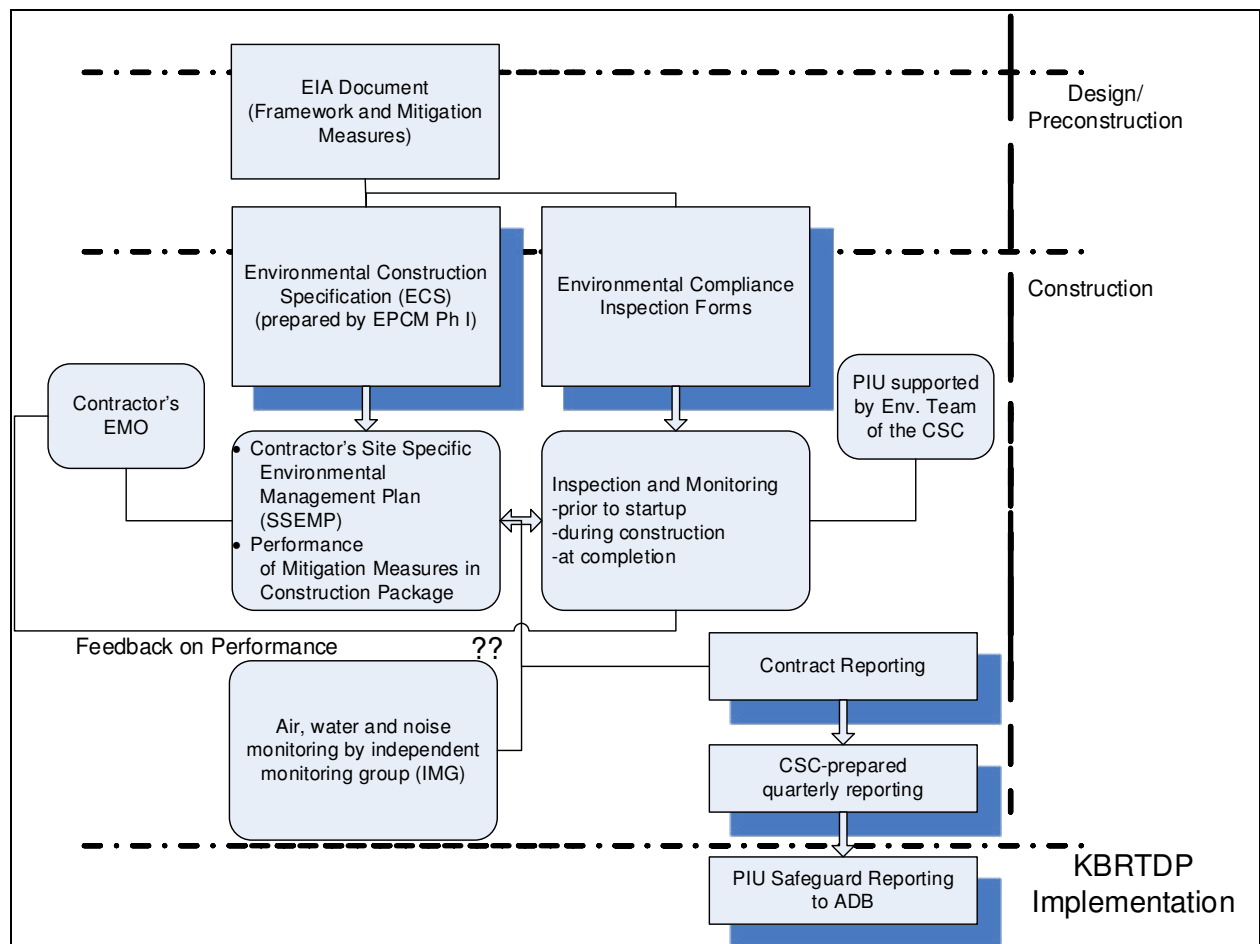 EIA Document
(Framework and Mitigation
Measures)
Design/
Preconstruction
Environmental Construction
Specification (ECS)
(prepared by EPCM Ph I)
Environmental Compliance
Inspection Forms
Construction
Contractor's
EMO
PIU supported
by Env. Team
of the CSC
• Contractor's Site Specific
Environmental
Management Plan
(SSEMP)
• Performance
of Mitigation Measures in
Construction Package
Inspection and Monitoring
-prior to startup
-during construction
-at completion
Feedback on Performance
??
Contract Reporting
Air, water and noise
monitoring by independent
monitoring group (IMG)
CSC-prepared
quarterly reporting
PIU Safeguard Reporting
to ADB
KBRTDP
Implementation